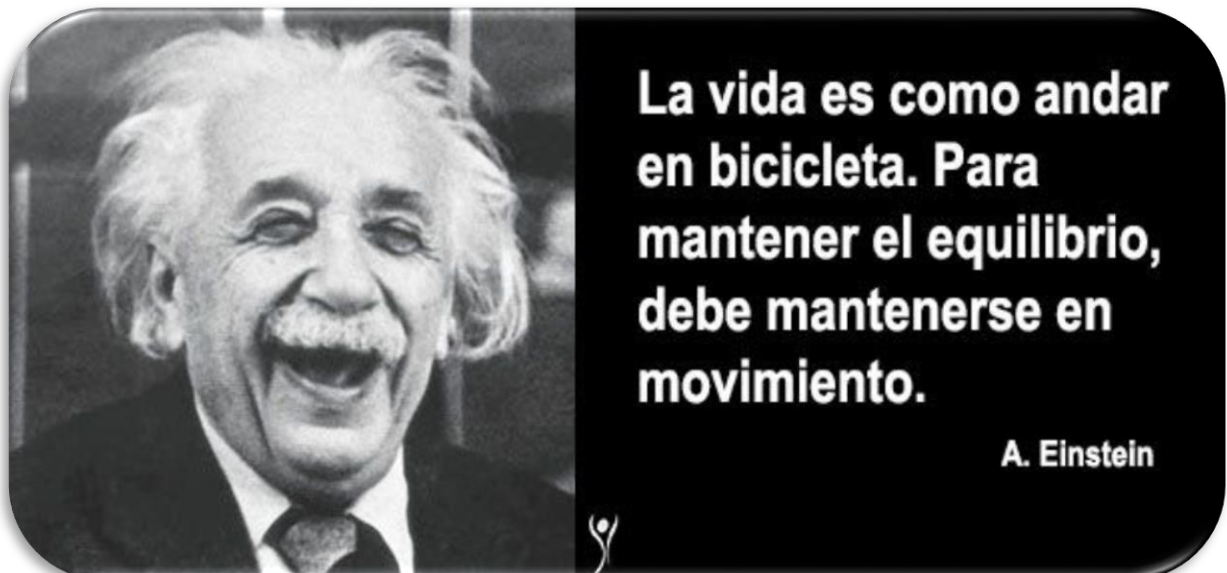 La vida es como andar
en bicicleta. Para
mantener el equilibrio,
debe mantenerse en
movimiento.
A. Einstein